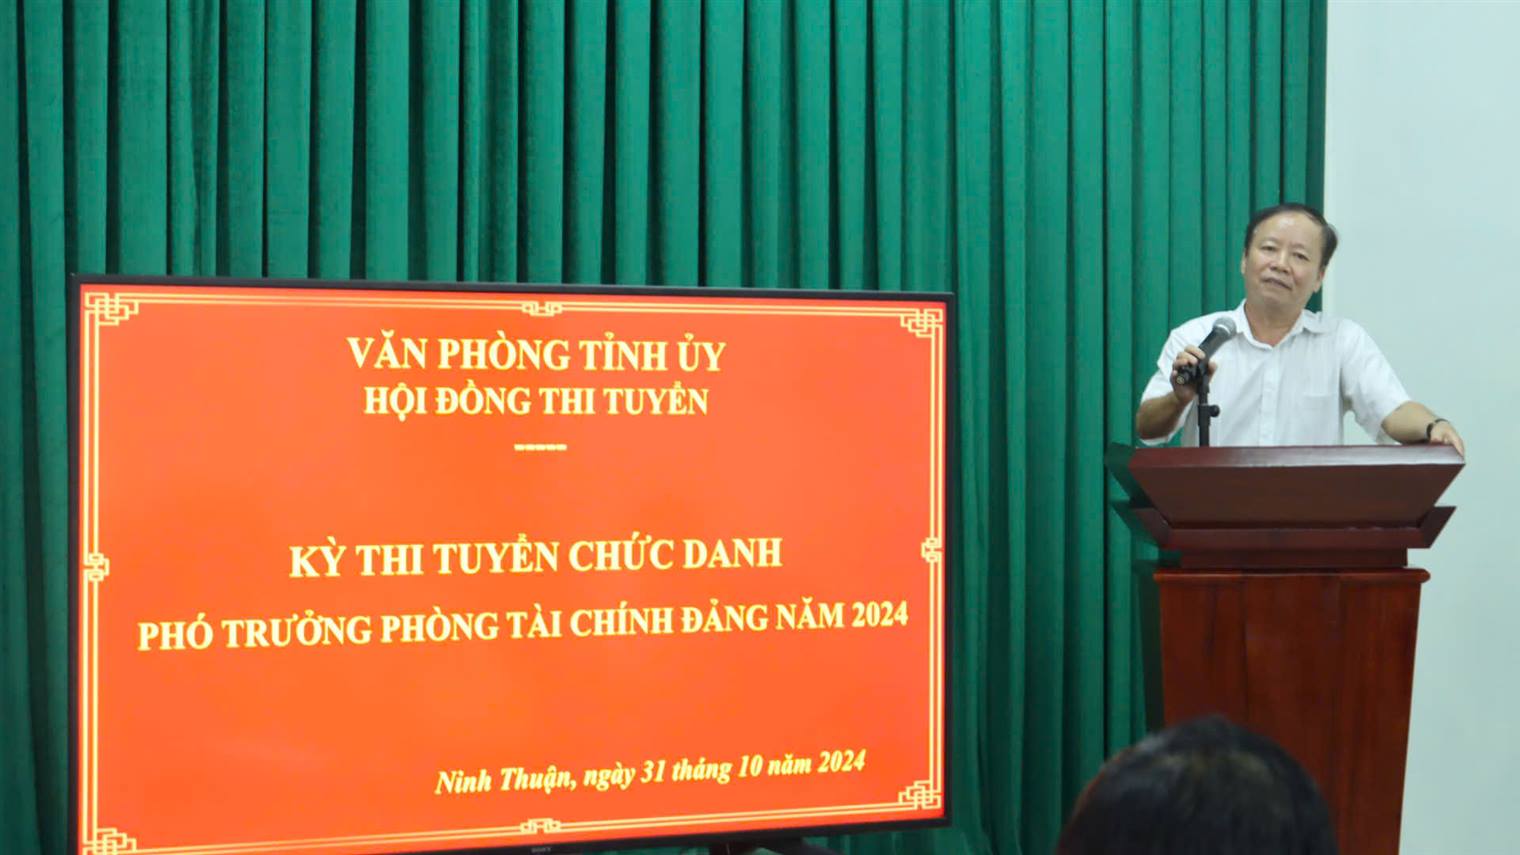 VĂN PHÒNG TỈNH ỦY
HỘI ĐỒNG THI TUYỂN
-----
KỲ THI TUYỂN CHỨC DANH
PHÓ TRƯỞNG PHÒNG TÀI CHÍNH ĐẢNG NĂM 2024
Ninh Thuận, ngày 31 tháng 10 năm 2024
SONY